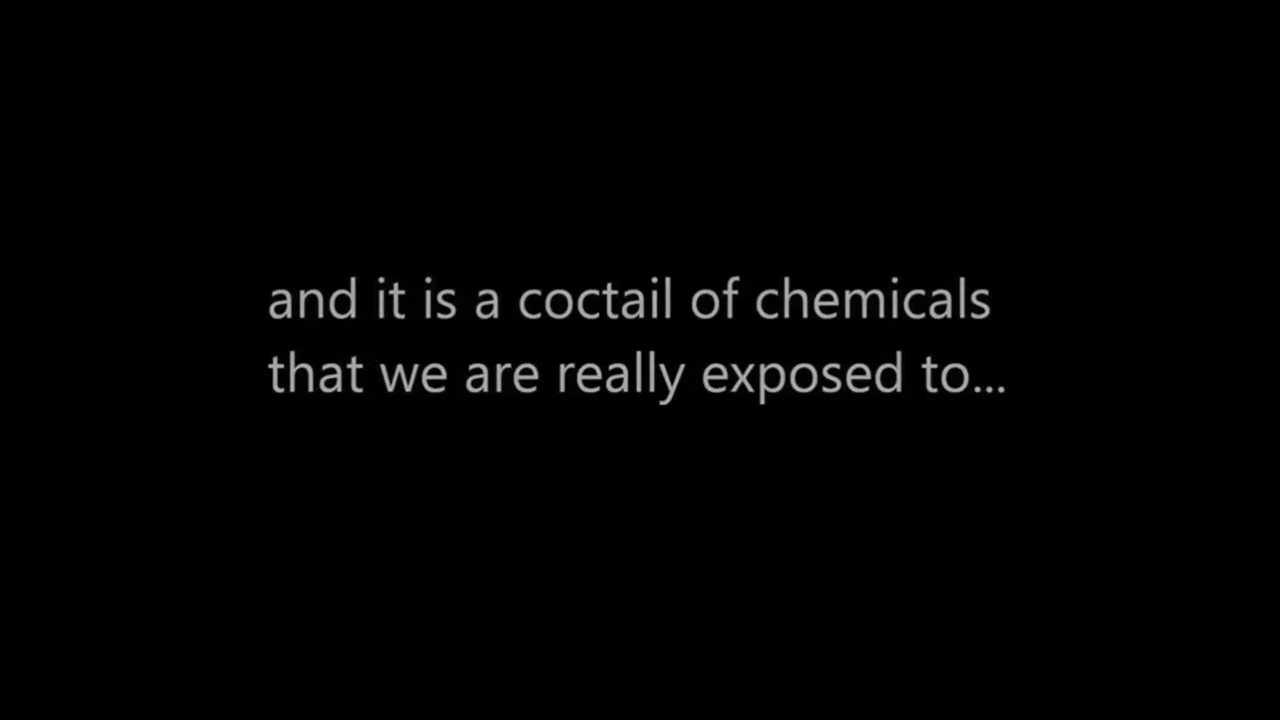 and it is a coctail of chemicals
that we are really exposed to...